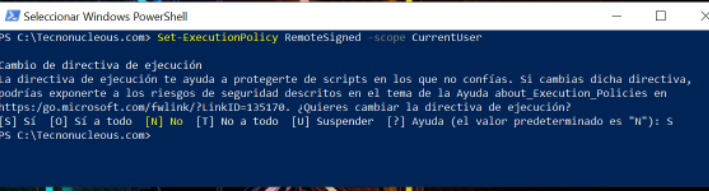 Seleccionar Windows PowerShell
PS C:\Tecnonucleous.com> Set-ExecutionPolicy RemoteSigned -scope CurrentUser
Cambio de directiva de ejecución
La directiva de ejecución te ayuda a protegerte de scripts en los que no confías. Si cambias dicha directiva,
podrías exponerte a los riesgos de seguridad descritos en el tema de la Ayuda about_Execution_Policies en
https:/go.microsoft.com/fwlink/?LinkID=135170. ¿Quieres cambiar la directiva de ejecución?
[S] Sí  [O] Sí a todo  [N] No  [T] No a todo  [U] Suspender  [?] Ayuda (el valor predeterminado es "N"): S
PS C:\Tecnonucleous.com>